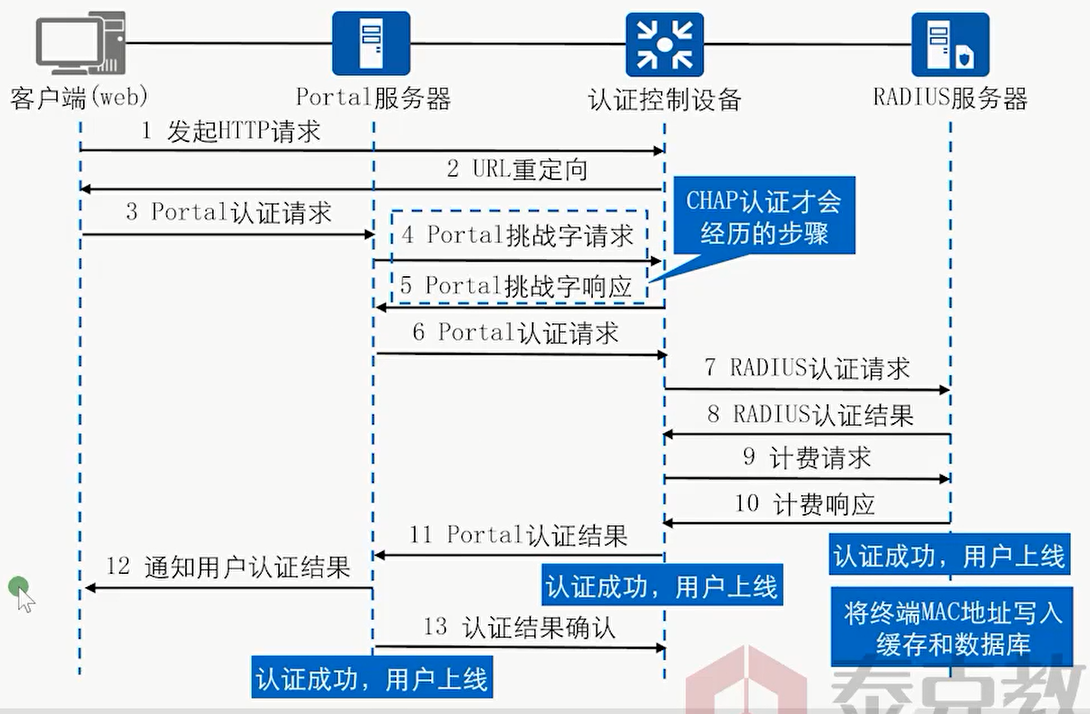 客户端(web)
Portal服务器
认证控制设备
RADIUS服务器
1 发起HTTP请求
2 URL重定向
3 Portal认证请求
CHAP认证才会
经历的步骤
4 Portal挑战字请求
5 Portal挑战字响应
6 Portal认证请求
7 RADIUS认证请求
8 RADIUS认证结果
9 计费请求
10 计费响应
11 Portal认证结果
认证成功，用户上线
12 通知用户认证结果
认证成功，用户上线
将终端MAC地址写入
缓存和数据库
13 认证结果确认
认证成功，用户上线
泰克教